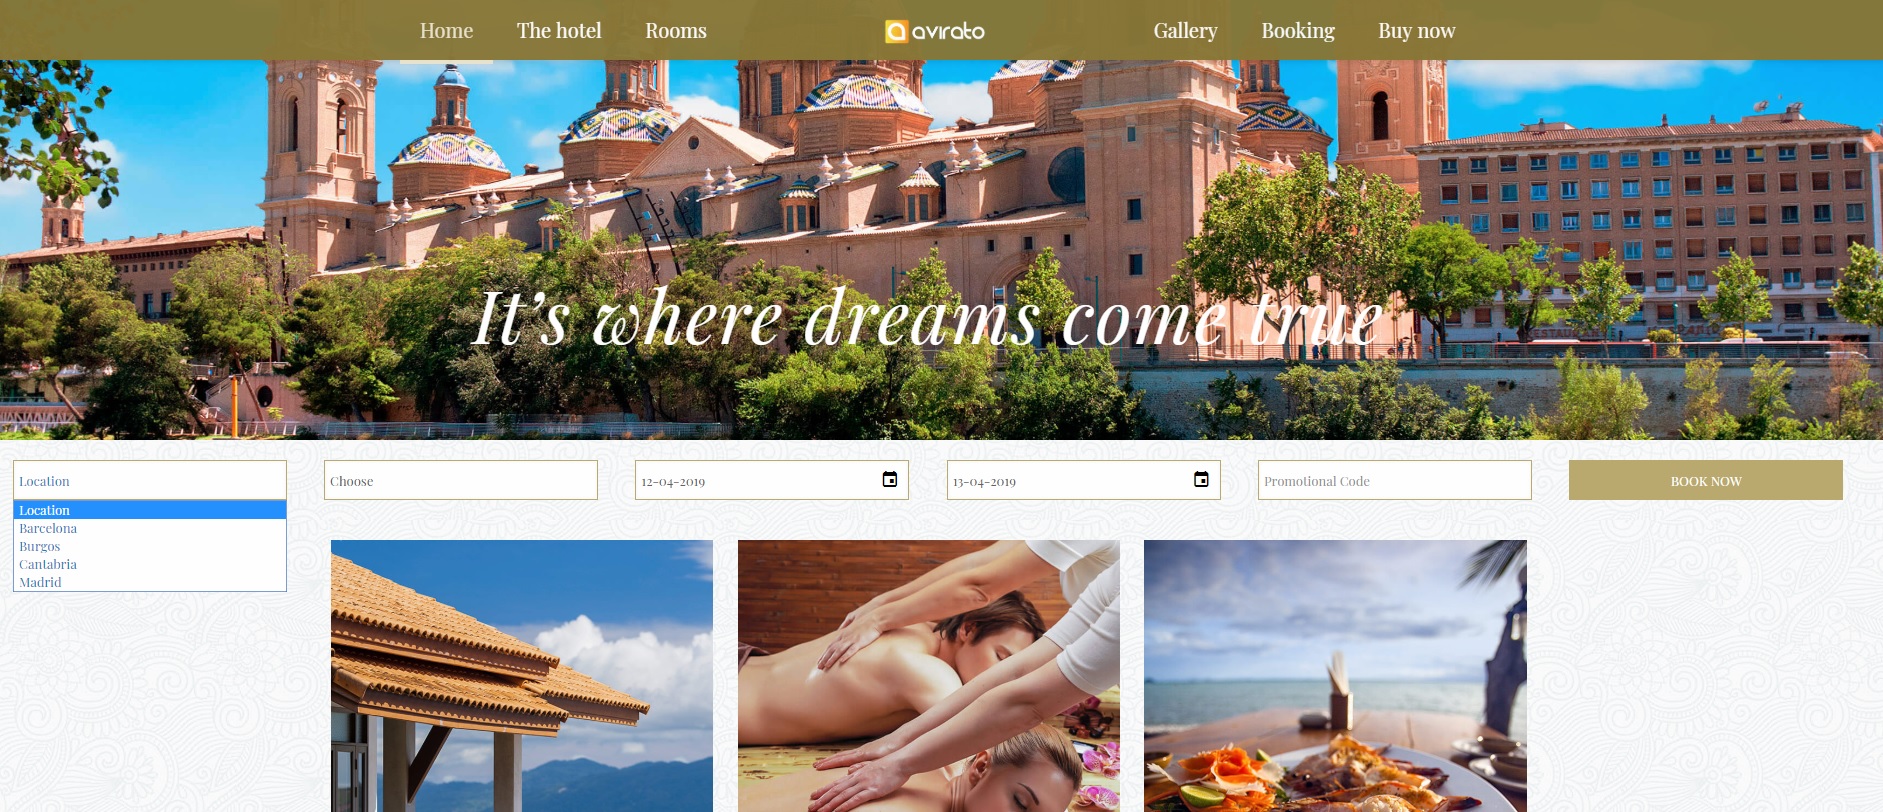 Home The hotel Rooms avirato Gallery Booking Buy now
It's where dreams come true
Location Choose 12-04-2019 13-04-2019 Promotional Code BOOK NOW
Location
Barcelona
Burgos
Cantabria
Madrid